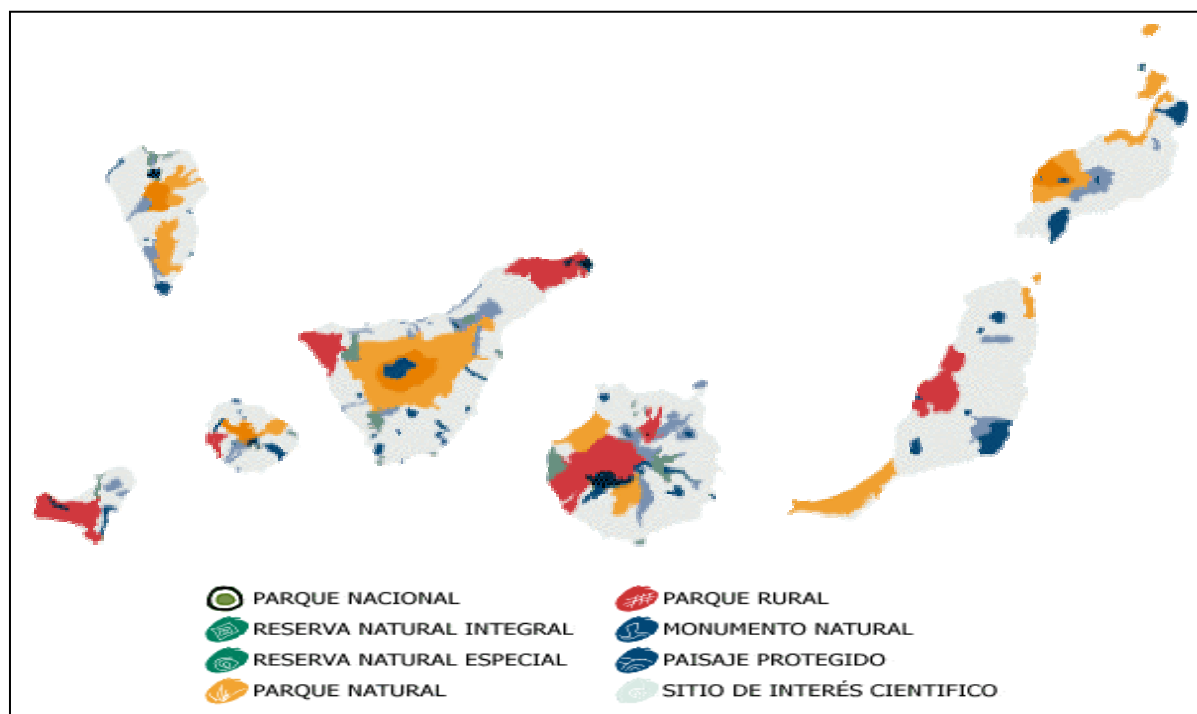 PARQUE NACIONAL
RESERVA NATURAL INTEGRAL
RESERVA NATURAL ESPECIAL
PARQUE NATURAL
PARQUE RURAL
MONUMENTO NATURAL
PAISAJE PROTEGIDO
SITIO DE INTERÉS CIENTIFICO